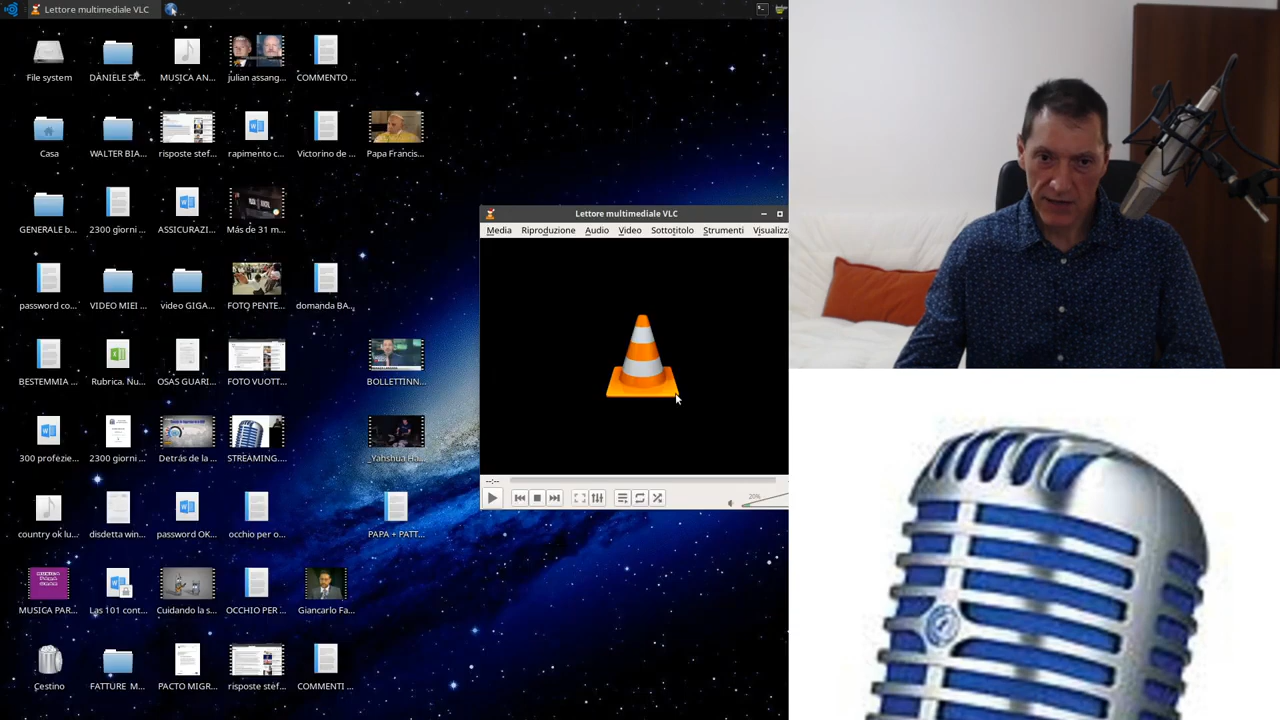 Lettore multimediale VLC
File system
DANIELE SA...
MUSICA AN...
julian assang...
COMMENTO ...
Casa
WALTER BIA...
risposte stef...
rapimento c...
Victorino de ...
Papa Francis...
GENERALE b...
2300 giorni ...
ASSICURAZI...
Más de 31 m...
password co...
VIDEO MIEI ...
video GIGA...
FOTO PENTE...
domanda BA...
BESTEMMIA ...
Rubrica. Nu...
OSAS GUARI...
FOTO VUOTT...
BOLLETTINN...
300 profezie...
2300 giorni ...
Detrás de la ...
STREAMING....
_Yahshua Ha...
country ok lu...
disdetta win...
password OK...
occhio per o...
PAPA + PATT...
MUSICA PAR...
Las 101 cont...
Cuidando la s...
OCCHIO PER ...
Giancarlo Fa...
Cestino
FATTURE M...
PACTO MIGR...
risposte stef...
COMMENTI ...
Lettore multimediale VLC
Media Riproduzione Audio Video Sottotitolo Strumenti Visualizz
--:--
20%